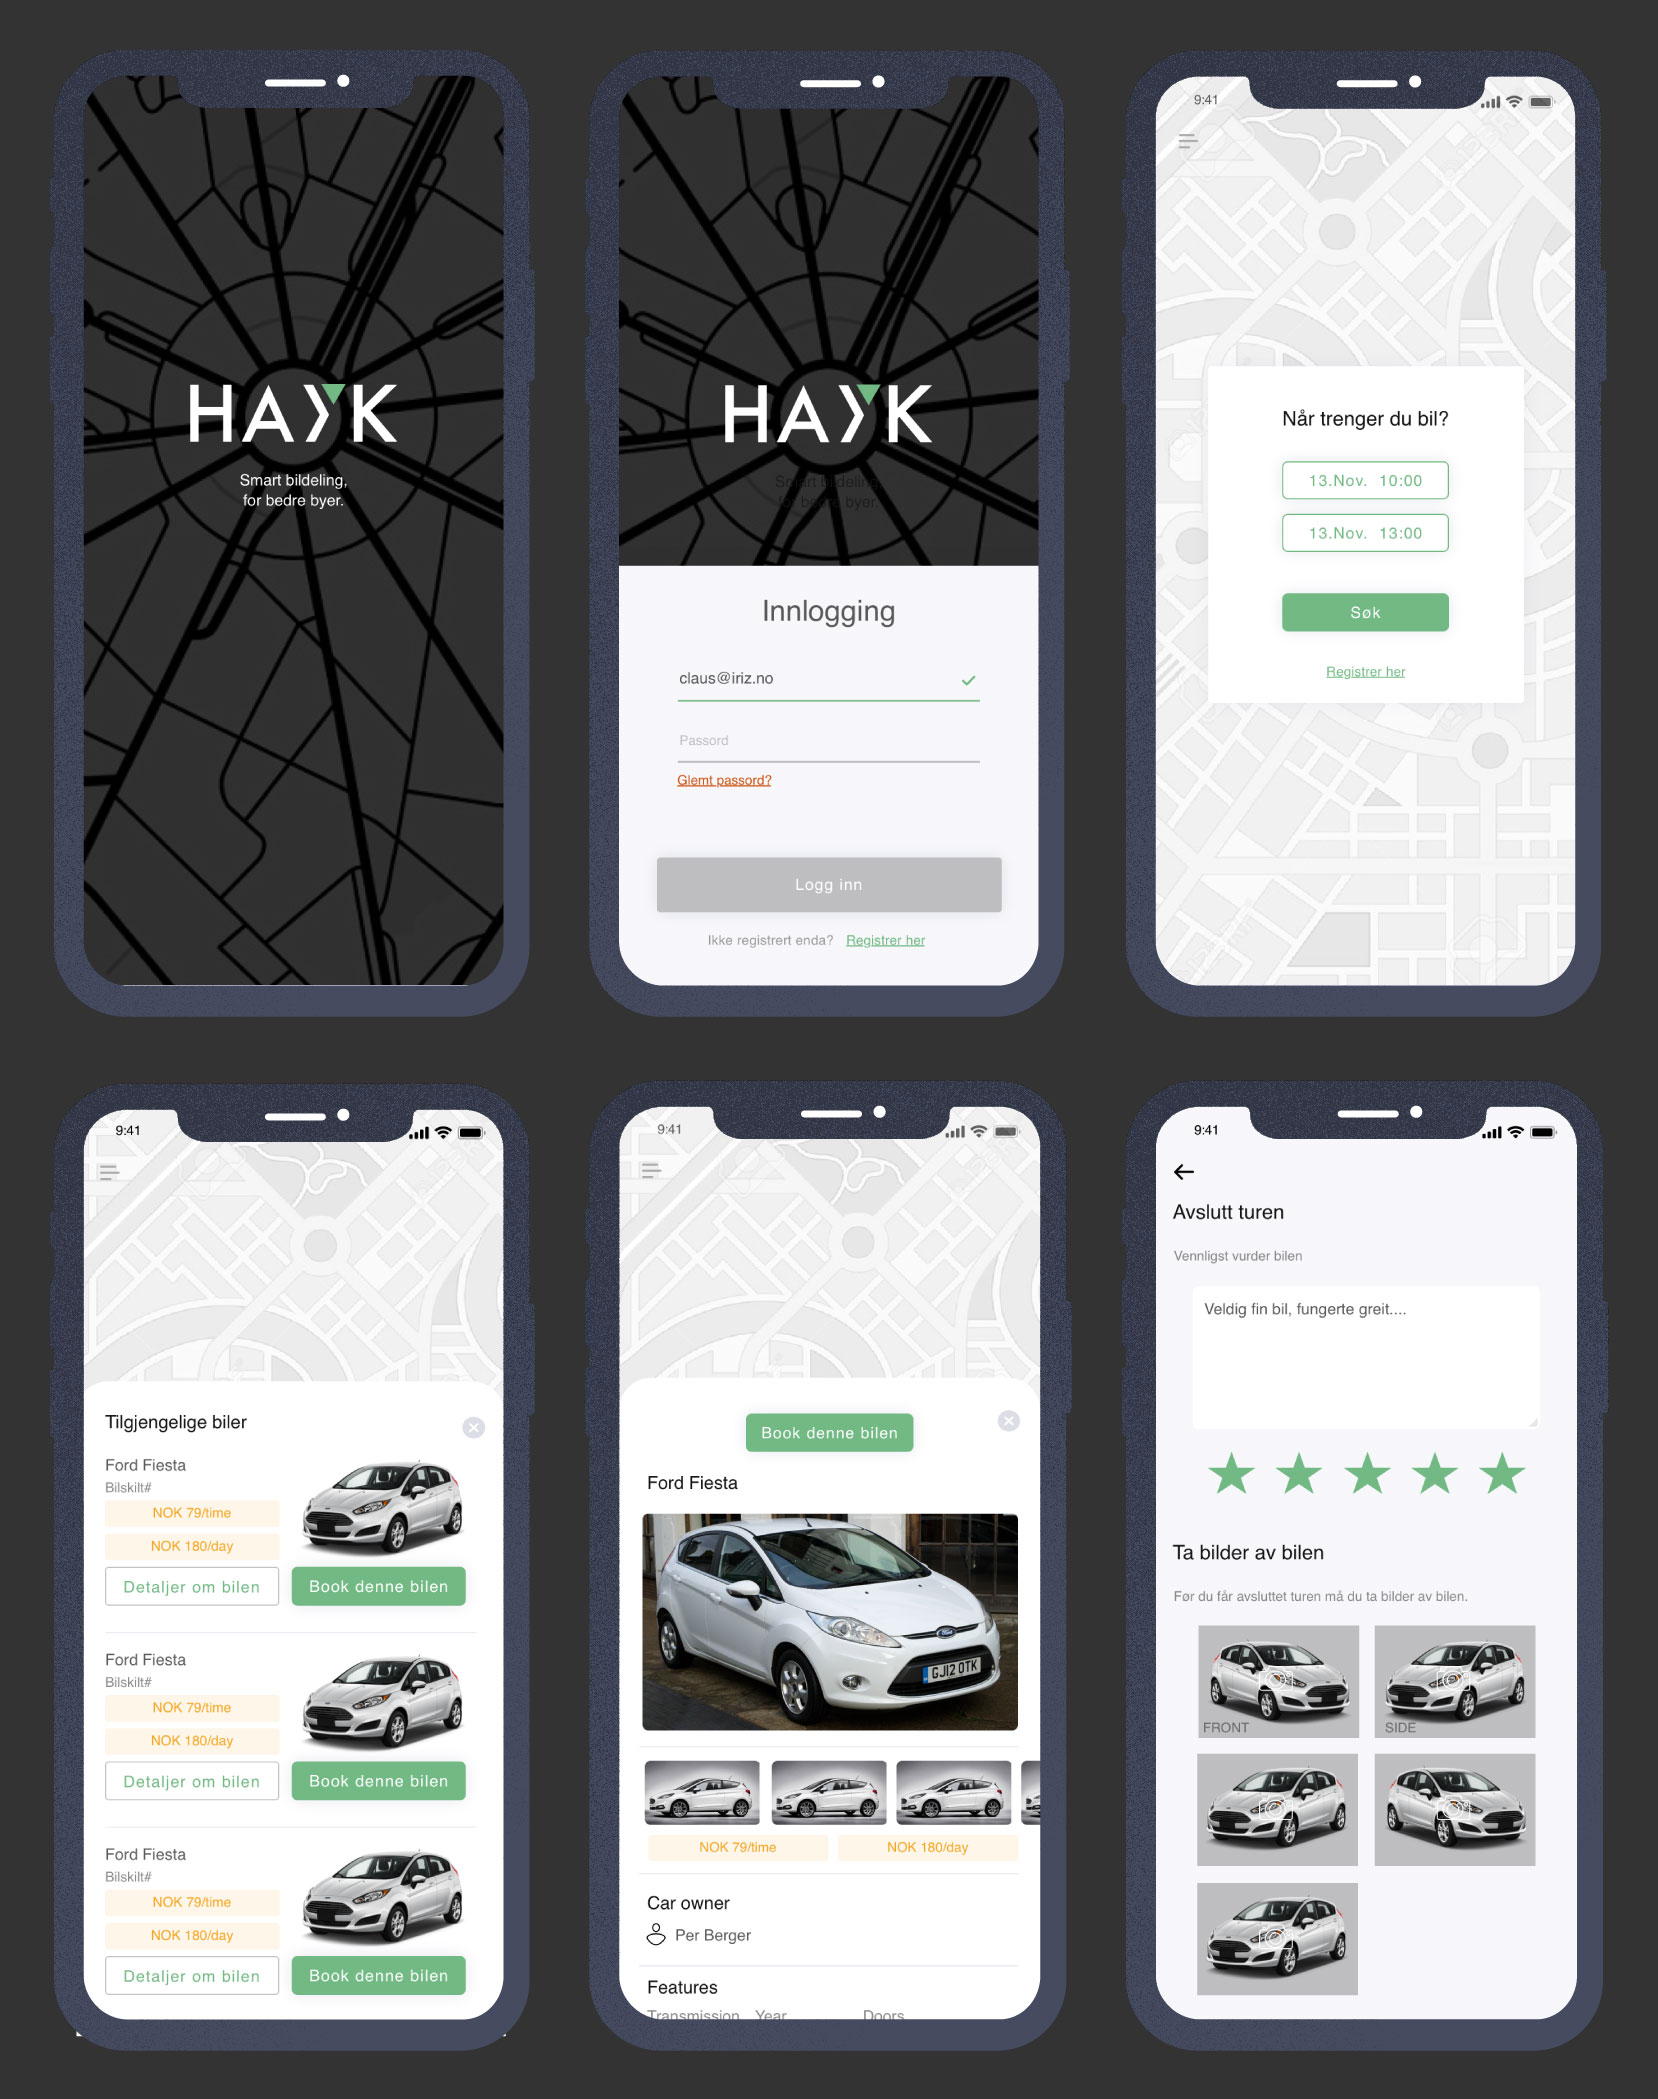 HAYK
Smart bildeling,
for bedre byer.
HAYK
Smart bildeling,
for bedre byer.
Innlogging
claus@iriz.no
Passord
Glemt passord?
Logg inn
Ikke registrert enda? Registrer her
9:41
Når trenger du bil?
13.Nov. 10:00
13.Nov. 13:00
Søk
Registrer her
9:41
Tilgjengelige biler
Ford Fiesta
Bilskilt#
NOK 79/time
NOK 180/day
Detaljer om bilen
Book denne bilen
Ford Fiesta
Bilskilt#
NOK 79/time
NOK 180/day
Detaljer om bilen
Book denne bilen
Ford Fiesta
Bilskilt#
NOK 79/time
NOK 180/day
Detaljer om bilen
Book denne bilen
9:41
Book denne bilen
Ford Fiesta
Ford
GJ12 OTK
NOK 79/time
NOK 180/day
Car owner
Per Berger
Features
Transmission Year Doors
9:41
Avslutt turen
Vennligst vurder bilen
Veldig fin bil, fungerte greit....
Ta bilder av bilen
Før du får avsluttet turen må du ta bilder av bilen.
FRONT
SIDE